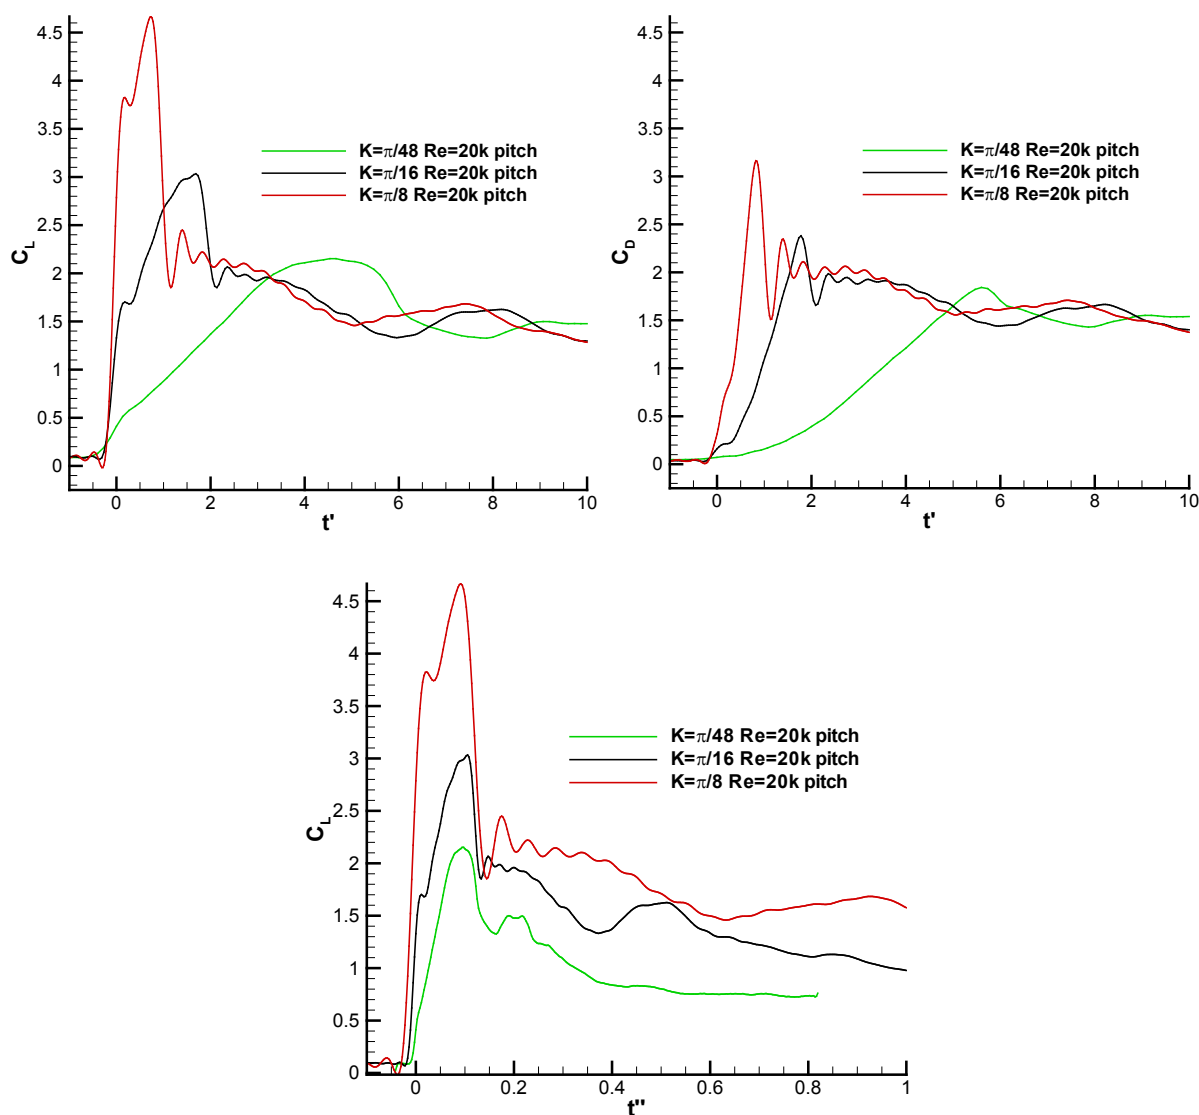 4.5
4
3.5
3
2.5
2
1.5
1
0.5
0
C_L
K=π/48 Re=20k pitch
K=π/16 Re=20k pitch
K=π/8 Re=20k pitch
0 2 4 6 8 10
t'
4.5
4
3.5
3
2.5
2
1.5
1
0.5
0
C_D
K=π/48 Re=20k pitch
K=π/16 Re=20k pitch
K=π/8 Re=20k pitch
0 2 4 6 8 10
t'
4.5
4
3.5
3
2.5
2
1.5
1
0.5
0
C_L
K=π/48 Re=20k pitch
K=π/16 Re=20k pitch
K=π/8 Re=20k pitch
0 0.2 0.4 0.6 0.8 1
t''